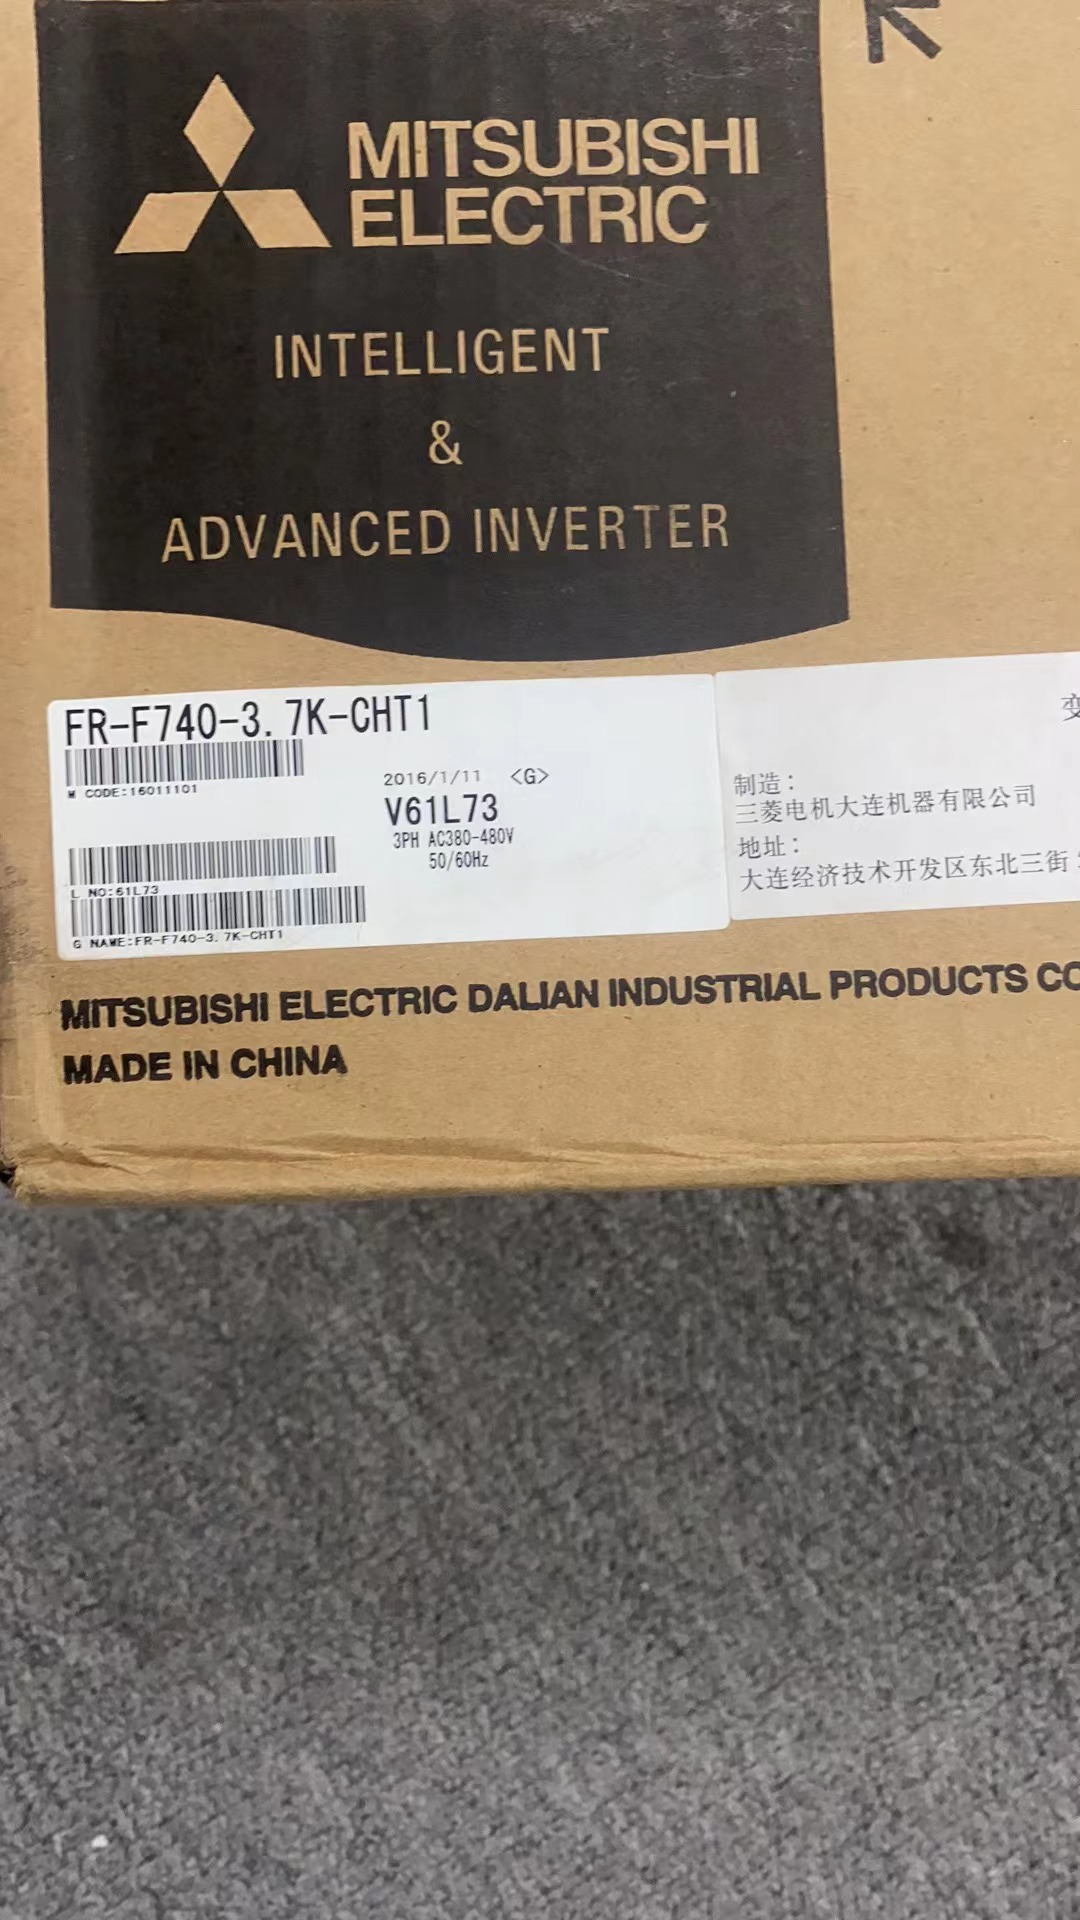 MITSUBISHI
ELECTRIC
INTELLIGENT
&
ADVANCED INVERTER
FR-F740-3.7K-CHT1
M CODE:16011101
2016/1/11 <G>
V61L73
3PH AC380-480V
50/60Hz
L NO:61L73
G NAME:FR-F740-3.7K-CHT1
变
制造：
三菱电机大连机器有限公司
地址：
大连经济技术开发区东北三街
MITSUBISHI ELECTRIC DALIAN INDUSTRIAL PRODUCTS CO
MADE IN CHINA